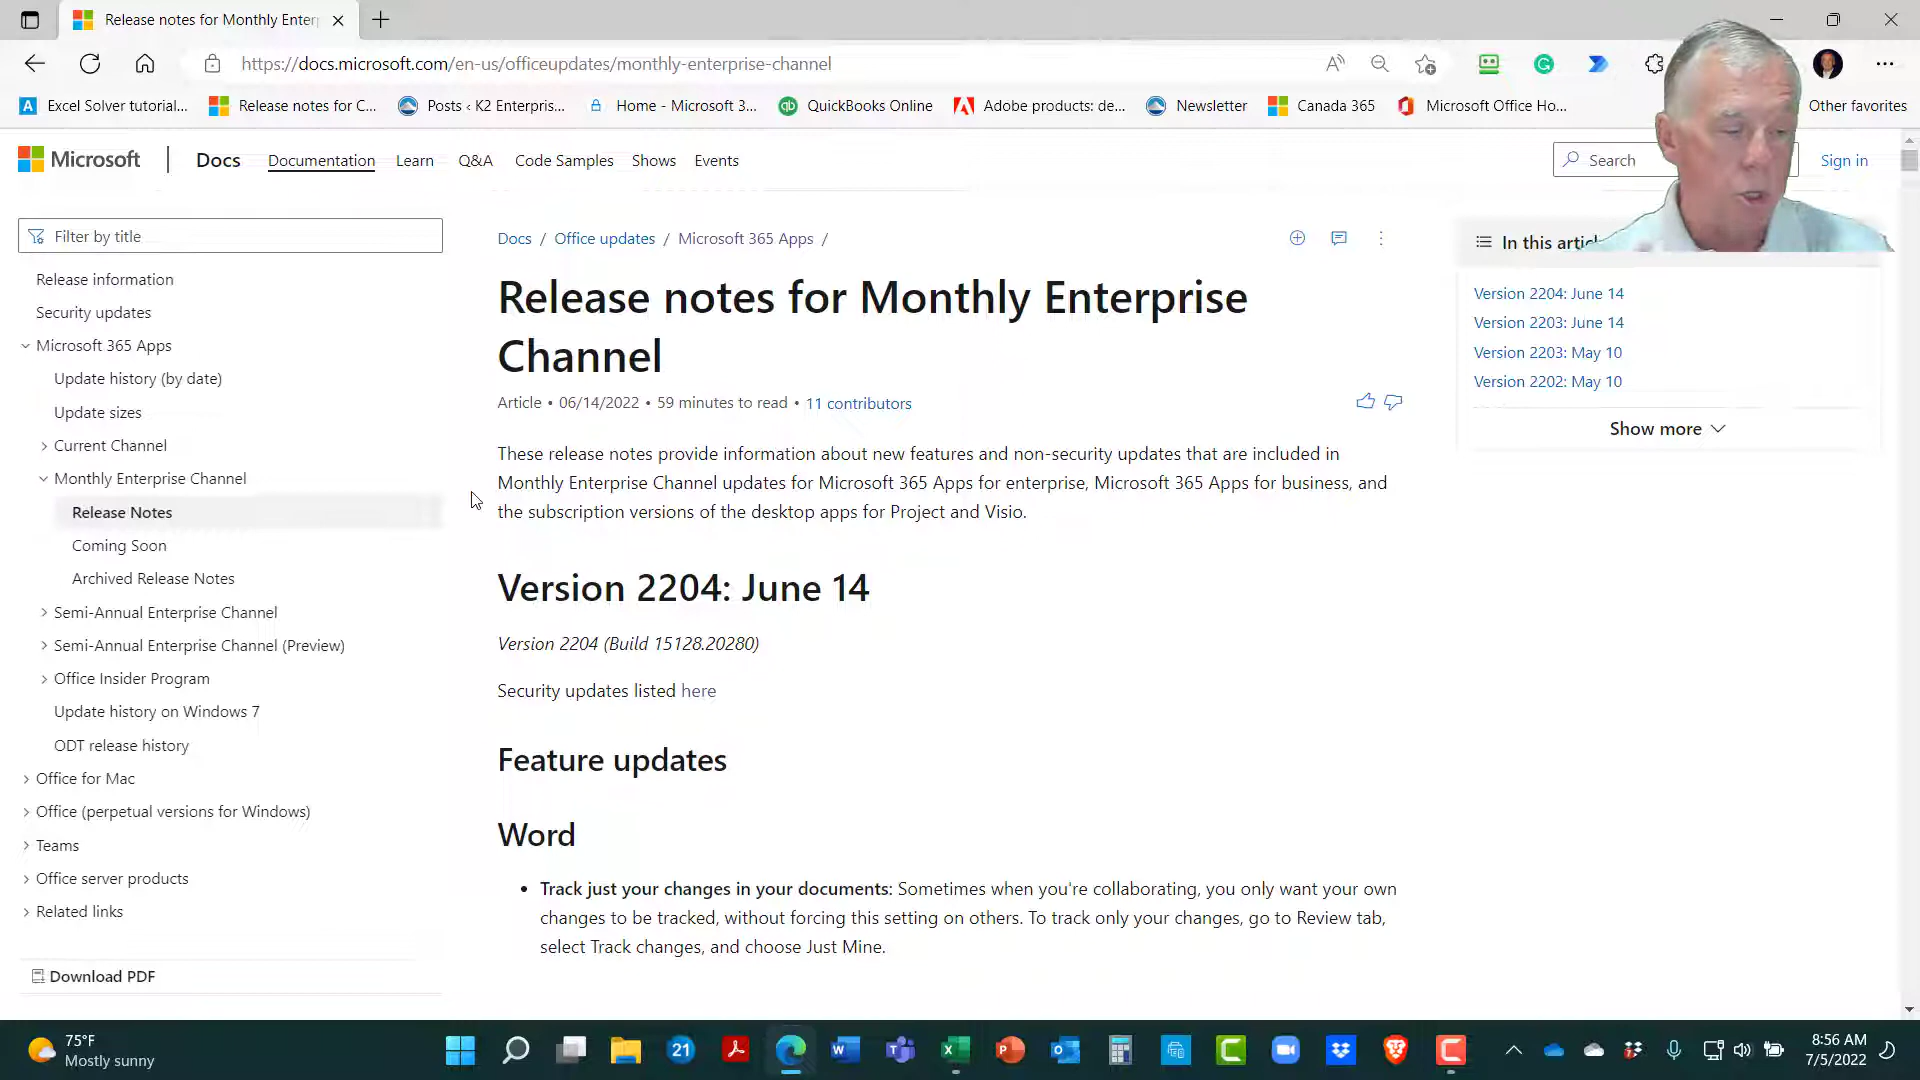 Release notes for Monthly Enter
https://docs.microsoft.com/en-us/officeupdates/monthly-enterprise-channel
Excel Solver tutorial...
Release notes for C...
Posts ‹ K2 Enterpris...
Home - Microsoft 3...
QuickBooks Online
Adobe products: de...
Newsletter
Canada 365
Microsoft Office Ho...
Other favorites
Microsoft
Docs
Documentation
Learn
Q&A
Code Samples
Shows
Events
Search
Sign in
Filter by title
Release information
Security updates
Microsoft 365 Apps
Update history (by date)
Update sizes
Current Channel
Monthly Enterprise Channel
Release Notes
Coming Soon
Archived Release Notes
Semi-Annual Enterprise Channel
Semi-Annual Enterprise Channel (Preview)
Office Insider Program
Update history on Windows 7
ODT release history
Office for Mac
Office (perpetual versions for Windows)
Teams
Office server products
Related links
Download PDF
Docs / Office updates / Microsoft 365 Apps /
Release notes for Monthly Enterprise
Channel
Article • 06/14/2022 • 59 minutes to read • 11 contributors
These release notes provide information about new features and non-security updates that are included in
Monthly Enterprise Channel updates for Microsoft 365 Apps for enterprise, Microsoft 365 Apps for business, and
the subscription versions of the desktop apps for Project and Visio.
Version 2204: June 14
Version 2204 (Build 15128.20280)
Security updates listed here
Feature updates
Word
• Track just your changes in your documents: Sometimes when you're collaborating, you only want your own
changes to be tracked, without forcing this setting on others. To track only your changes, go to Review tab,
select Track changes, and choose Just Mine.
In this artic
Version 2204: June 14
Version 2203: June 14
Version 2203: May 10
Version 2202: May 10
Show more
75°F
Mostly sunny
21
8:56 AM
7/5/2022